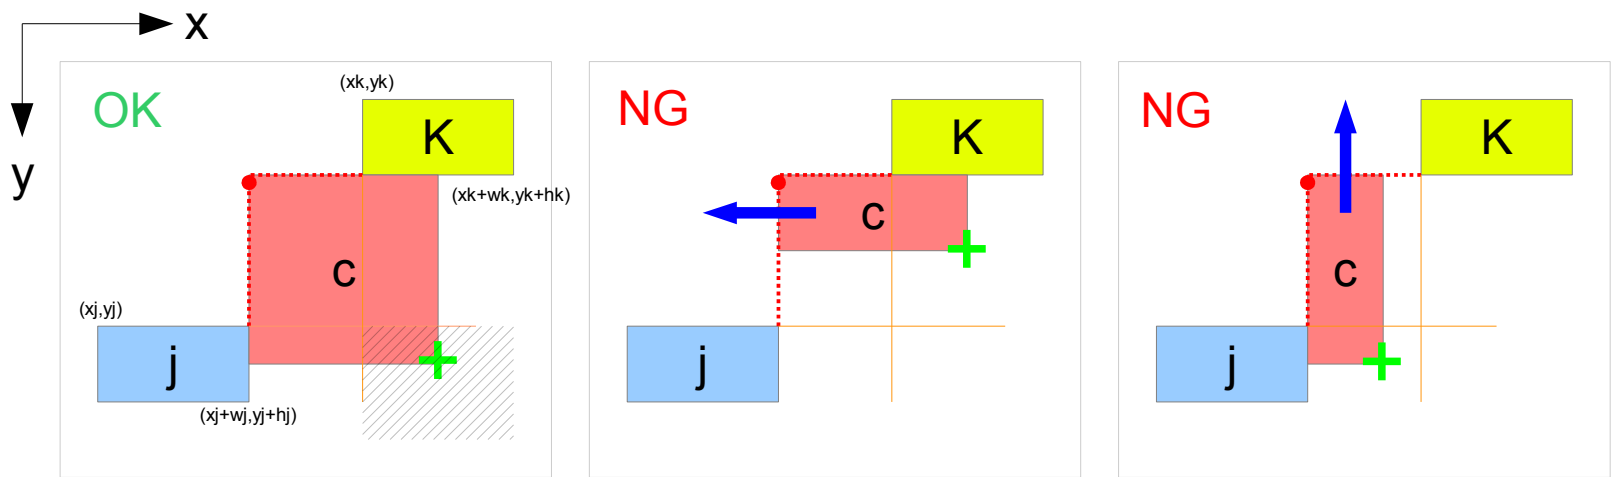 x
y
OK
(xk,yk)
K
(xk+wk,yk+hk)
c
(xj,yj)
j
(xj+wj,yj+hj)
NG
K
c
j
NG
K
c
j